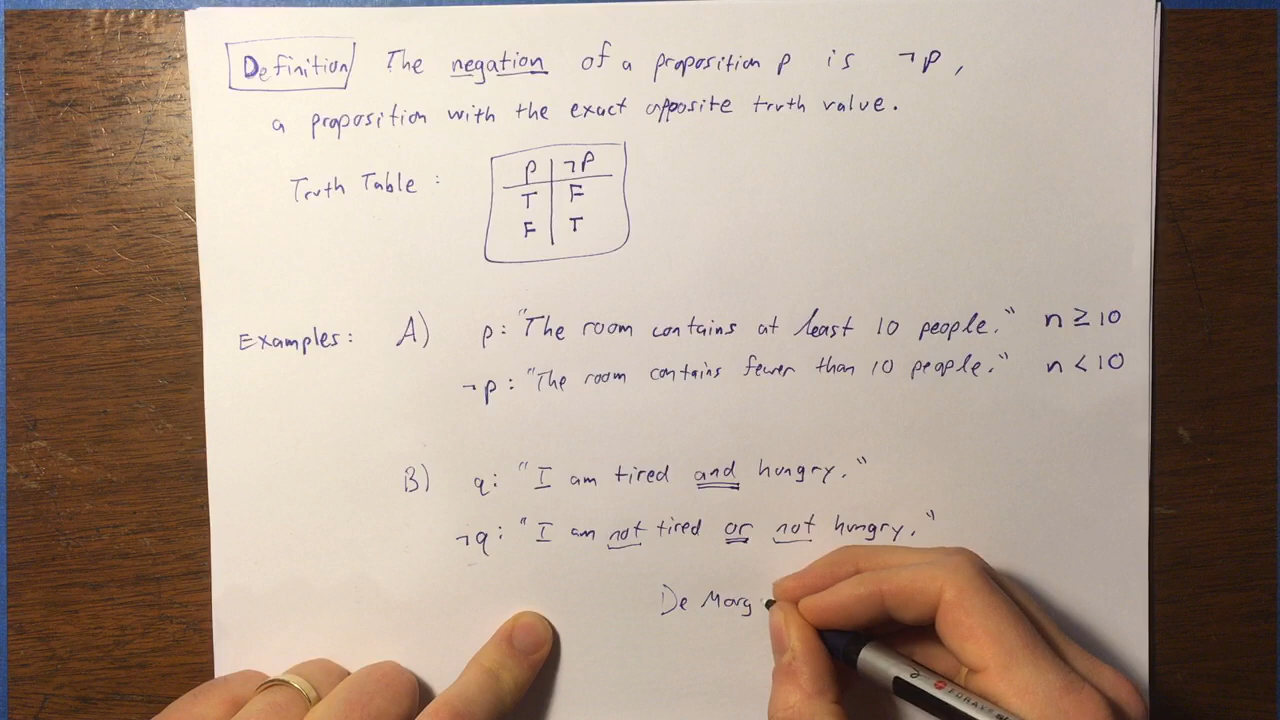 Definition The negation of a proposition p is ¬p,
a proposition with the exact opposite truth value.
Truth Table:
P ¬P
T F
F T
Examples: A) p: "The room contains at least 10 people." n ≥ 10
¬p: "The room contains fewer than 10 people." n < 10
B) q: "I am tired and hungry."
¬q: "I am not tired or not hungry."
De Morg
FORAY